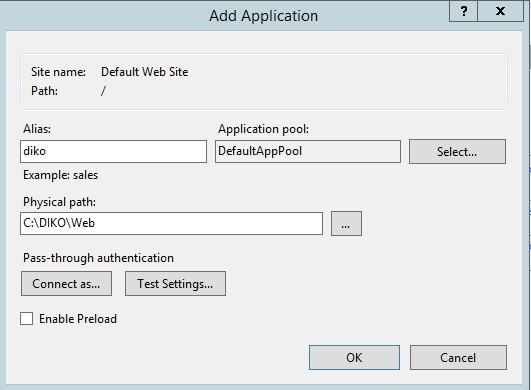 Add Application
? x
Site name: Default Web Site
Path: /
Alias: Application pool:
diko DefaultAppPool Select...
Example: sales
Physical path:
C:\DIKO\Web ...
Pass-through authentication
Connect as... Test Settings...
Enable Preload
OK Cancel